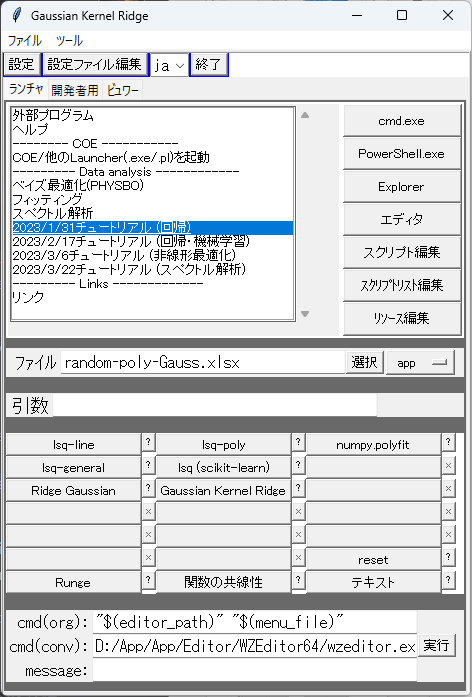 Gaussian Kernel Ridge
ファイル ツール
設定 設定ファイル編集 ja 終了
ランチャ 開発者用 ビュワー
外部プログラム
ヘルプ
-------- COE ------------
COE/他のLauncher(.exe/.pl)を起動
--------- Data analysis -------------
ベイズ最適化(PHYSBO)
フィッティング
スペクトル解析
2023/1/31チュートリアル (回帰)
2023/2/17チュートリアル (回帰・機械学習)
2023/3/6チュートリアル (非線形最適化)
2023/3/22チュートリアル (スペクトル解析)
--------- Links --------------
リンク
cmd.exe
PowerShell.exe
Explorer
エディタ
スクリプト編集
スクリプトリスト編集
リソース編集
ファイル random-poly-Gauss.xlsx 選択 app
引数
lsq-line ? lsq-poly ? numpy.polyfit ?
lsq-general ? lsq (scikit-learn) ? ×
Ridge Gaussian ? Gaussian Kernel Ridge ? ×
× × ×
× × ×
× × reset ?
Runge ? 関数の共線性 ? テキスト ?
cmd(org): "$(editor_path)" "$(menu_file)"
cmd(conv): D:/App/App/Editor/WZEditor64/wzeditor.ex 実行
message: